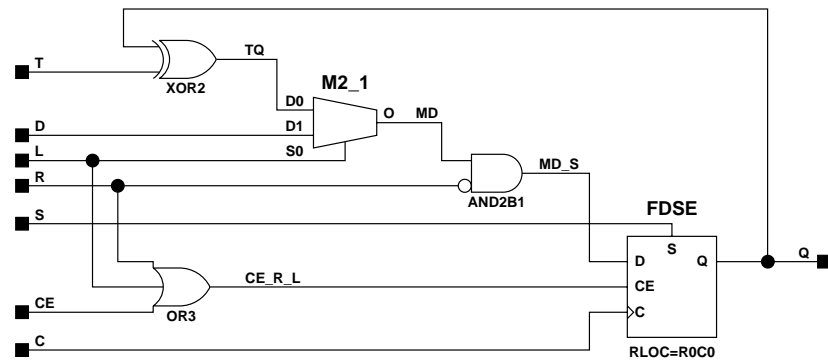 T
TQ
XOR2
M2_1
D0
O
MD
D
D1
L
S0
R
MD_S
AND2B1
S
FDSE
S
D
Q
Q
CE_R_L
CE
CE
OR3
C
C
RLOC=R0C0